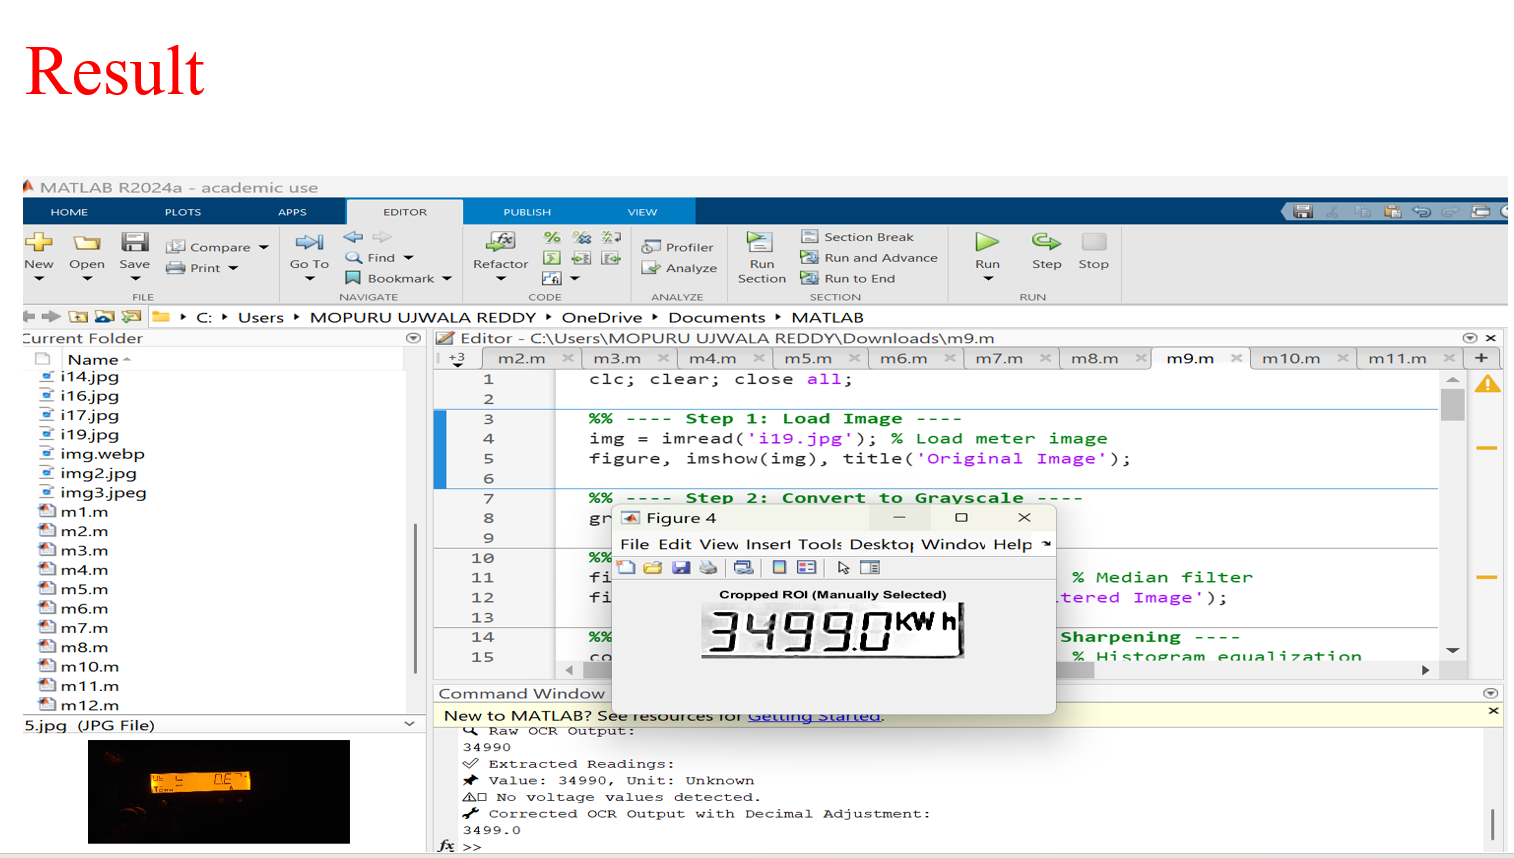 Result
MATLAB R2024a - academic use
HOME PLOTS APPS EDITOR PUBLISH VIEW
New Open Save Compare Print FILE
Go To Find Bookmark NAVIGATE
Refactor CODE
Profiler Analyze ANALYZE
Run Section Section Break Run and Advance Run to End SECTION
Run Step Stop RUN
C: Users MOPURU UJWALA REDDY OneDrive Documents MATLAB
Current Folder
Name
i14.jpg
i16.jpg
i17.jpg
i19.jpg
img.webp
img2.jpg
img3.jpeg
m1.m
m2.m
m3.m
m4.m
m5.m
m6.m
m7.m
m8.m
m10.m
m11.m
m12.m
5.jpg (JPG File)
Editor - C:\Users\MOPURU UJWALA REDDY\Downloads\m9.m
+3 m2.m m3.m m4.m m5.m m6.m m7.m m8.m m9.m m10.m m11.m +
1 clc; clear; close all;
2
3 %% ---- Step 1: Load Image ----
4 img = imread('i19.jpg'); % Load meter image
5 figure, imshow(img), title('Original Image');
6
7 %% ---- Step 2: Convert to Grayscale ----
8 gr
9
10 %%
11 fi % Median filter
12 fi tered Image');
13
14 %% Sharpening ----
15 co % Histogram equalization
Figure 4
File Edit View Insert Tools Desktop Window Help
Cropped ROI (Manually Selected)
3499.0 KWh
Command Window
New to MATLAB? See resources for Getting Started.
Raw OCR Output:
34990
Extracted Readings:
Value: 34990, Unit: Unknown
No voltage values detected.
Corrected OCR Output with Decimal Adjustment:
3499.0
fx >>